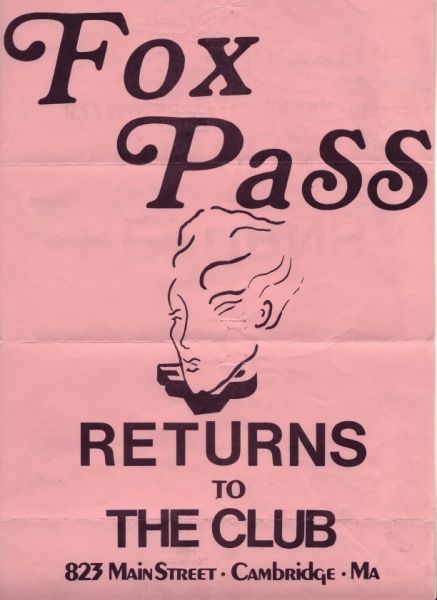 Fox
Pass
RETURNS
TO
THE CLUB
823 MAIN STREET · CAMBRIDGE · MA